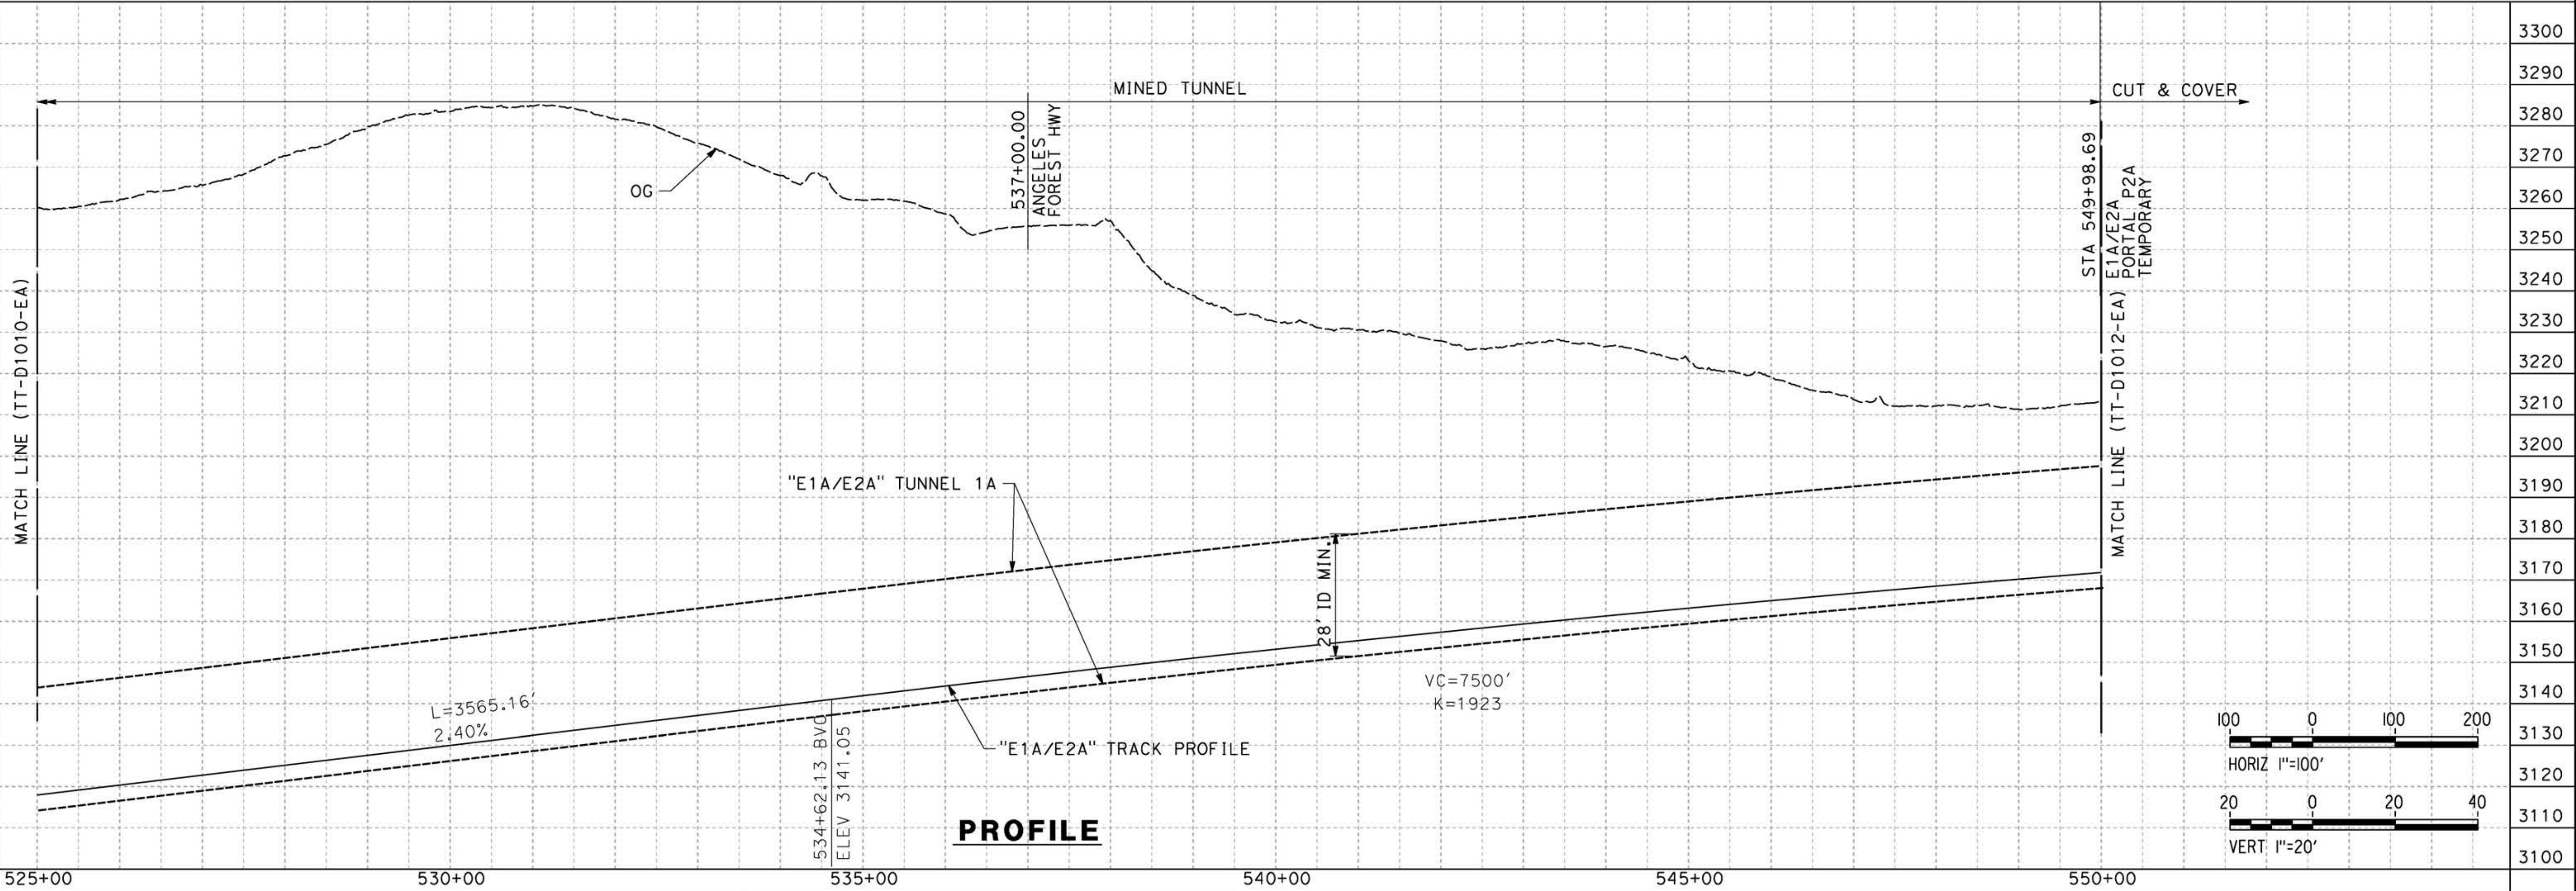 MINED TUNNEL
CUT & COVER
OG
537+00.00
ANGELES
FOREST HWY
STA 549+98.69
E1A/E2A
PORTAL P2A
TEMPORARY
MATCH LINE (TT-D1010-EA)
MATCH LINE (TT-D1012-EA)
"E1A/E2A" TUNNEL 1A
28' ID MIN.
L=3565.16'
2.40%
VC=7500'
K=1923
534+62.13 BVC
ELEV 3141.05
"E1A/E2A" TRACK PROFILE
PROFILE
3300
3290
3280
3270
3260
3250
3240
3230
3220
3210
3200
3190
3180
3170
3160
3150
3140
3130
3120
3110
3100
100 0 100 200
HORIZ 1"=100'
20 0 20 40
VERT 1"=20'
525+00 530+00 535+00 540+00 545+00 550+00